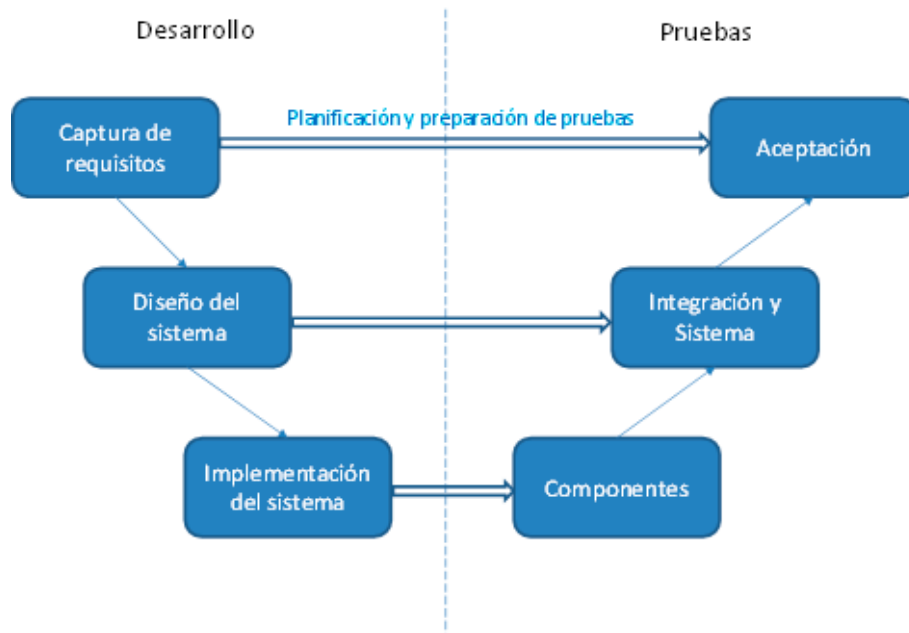 Desarrollo
Pruebas
Planificación y preparación de pruebas
Captura de
requisitos
Aceptación
Diseño del
sistema
Integración y
Sistema
Implementación
del sistema
Componentes